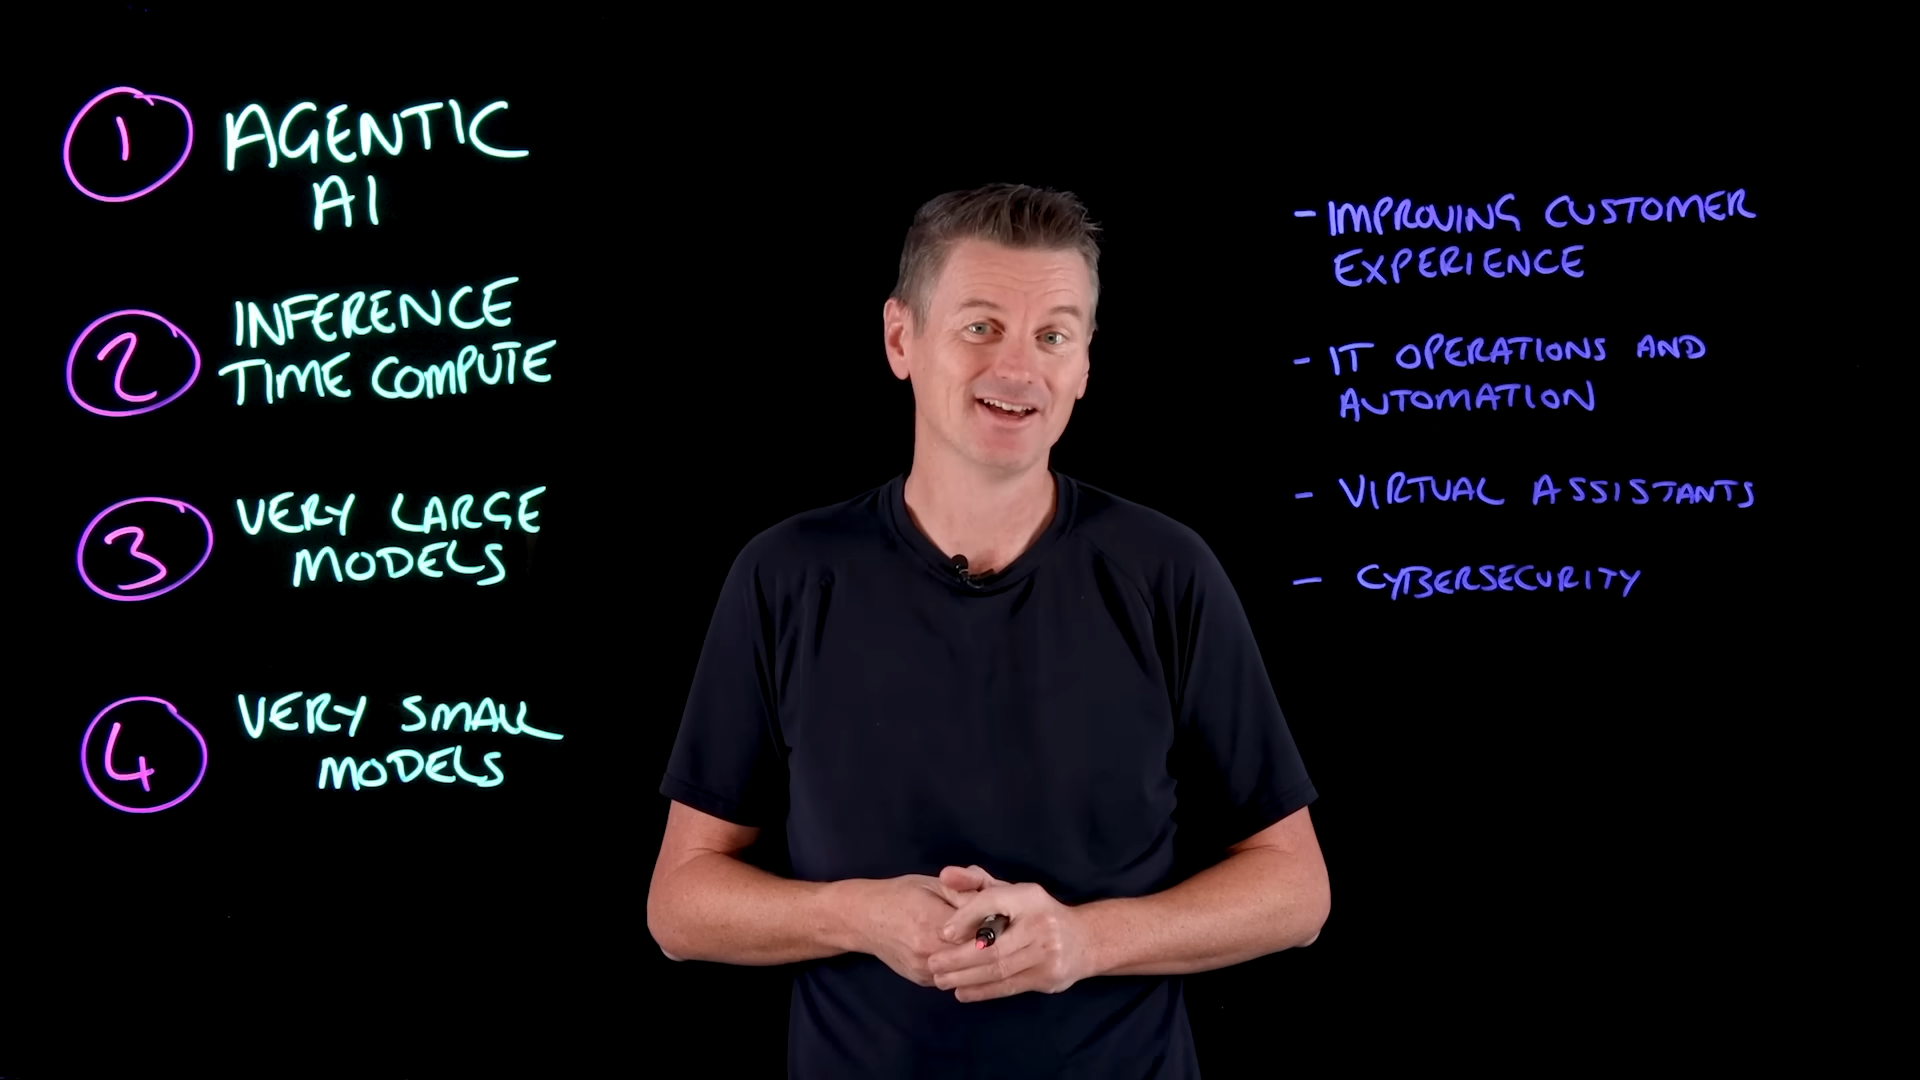 1
AGENTIC
AI
2
INFERENCE
TIME COMPUTE
3
VERY LARGE
MODELS
4
VERY SMALL
MODELS
- IMPROVING CUSTOMER
EXPERIENCE
- IT OPERATIONS AND
AUTOMATION
- VIRTUAL ASSISTANTS
- CYBERSECURITY